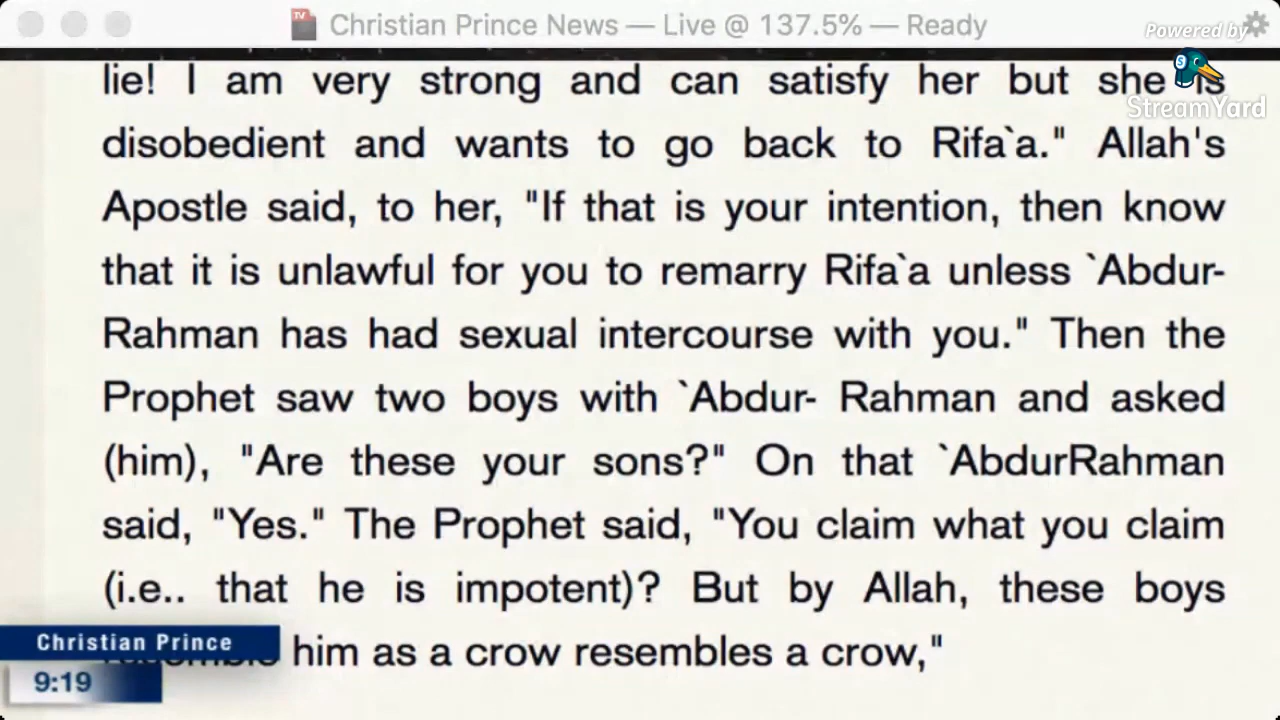 Christian Prince News — Live @ 137.5% — Ready
Powered by
StreamYard
lie! I am very strong and can satisfy her but she is
disobedient and wants to go back to Rifa`a." Allah's
Apostle said, to her, "If that is your intention, then know
that it is unlawful for you to remarry Rifa`a unless `Abdur-
Rahman has had sexual intercourse with you." Then the
Prophet saw two boys with `Abdur- Rahman and asked
(him), "Are these your sons?" On that `AbdurRahman
said, "Yes." The Prophet said, "You claim what you claim
(i.e.. that he is impotent)? But by Allah, these boys
him as a crow resembles a crow,"
Christian Prince
9:19